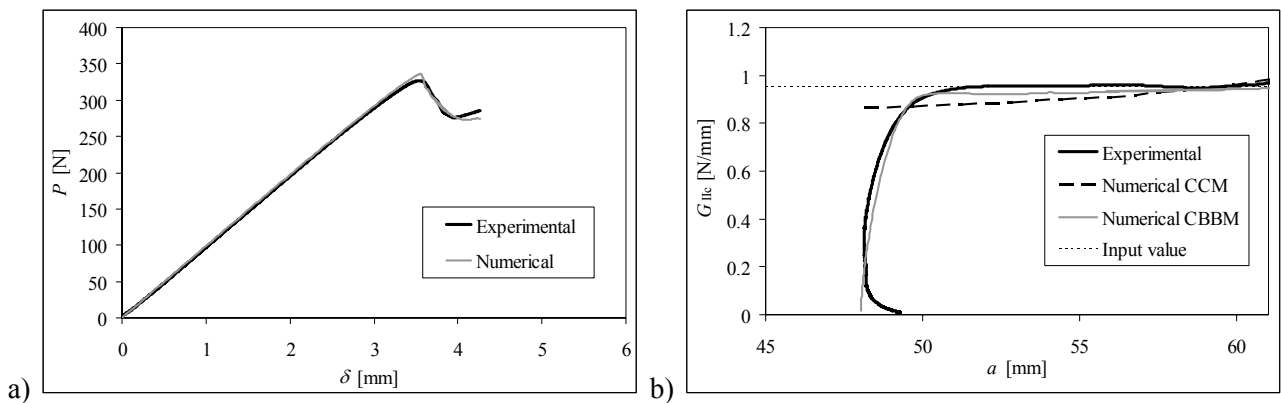 400
350
300
250
200
150
100
50
0
P [N]
0 1 2 3 4 5 6
δ [mm]
Experimental
Numerical
a)
1.2
1
0.8
0.6
0.4
0.2
0
G_IIc [N/mm]
45 50 55 60
a [mm]
Experimental
Numerical CCM
Numerical CBBM
Input value
b)